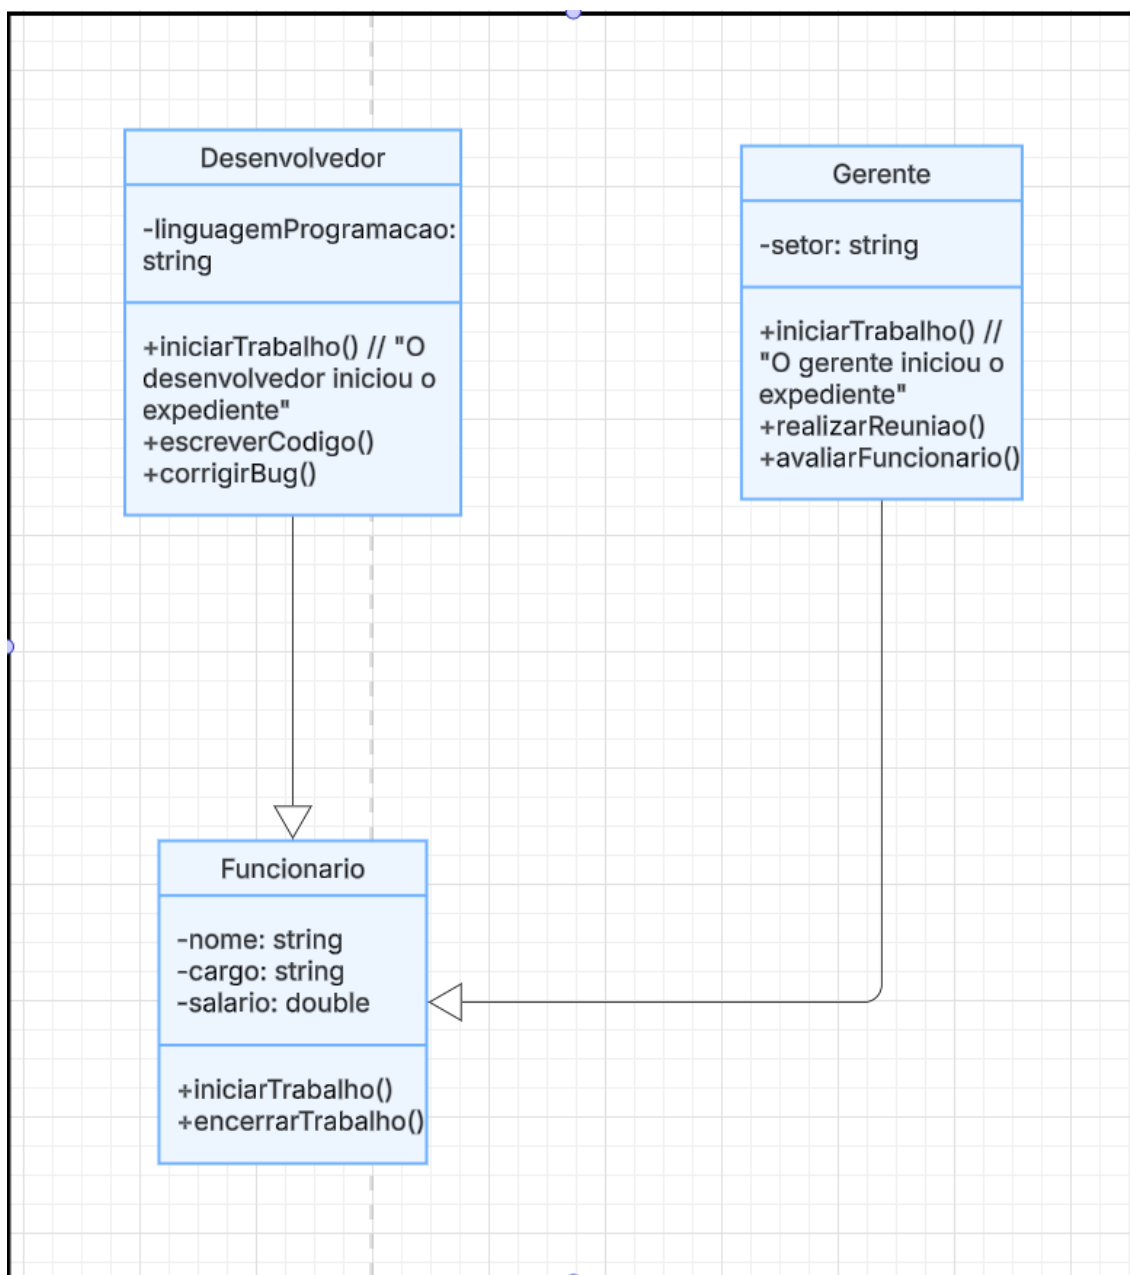 Desenvolvedor
-linguagemProgramacao:
string
+iniciarTrabalho() // "O
desenvolvedor iniciou o
expediente"
+escreverCodigo()
+corrigirBug()
Gerente
-setor: string
+iniciarTrabalho() //
"O gerente iniciou o
expediente"
+realizarReuniao()
+avaliarFuncionario()
Funcionario
-nome: string
-cargo: string
-salario: double
+iniciarTrabalho()
+encerrarTrabalho()